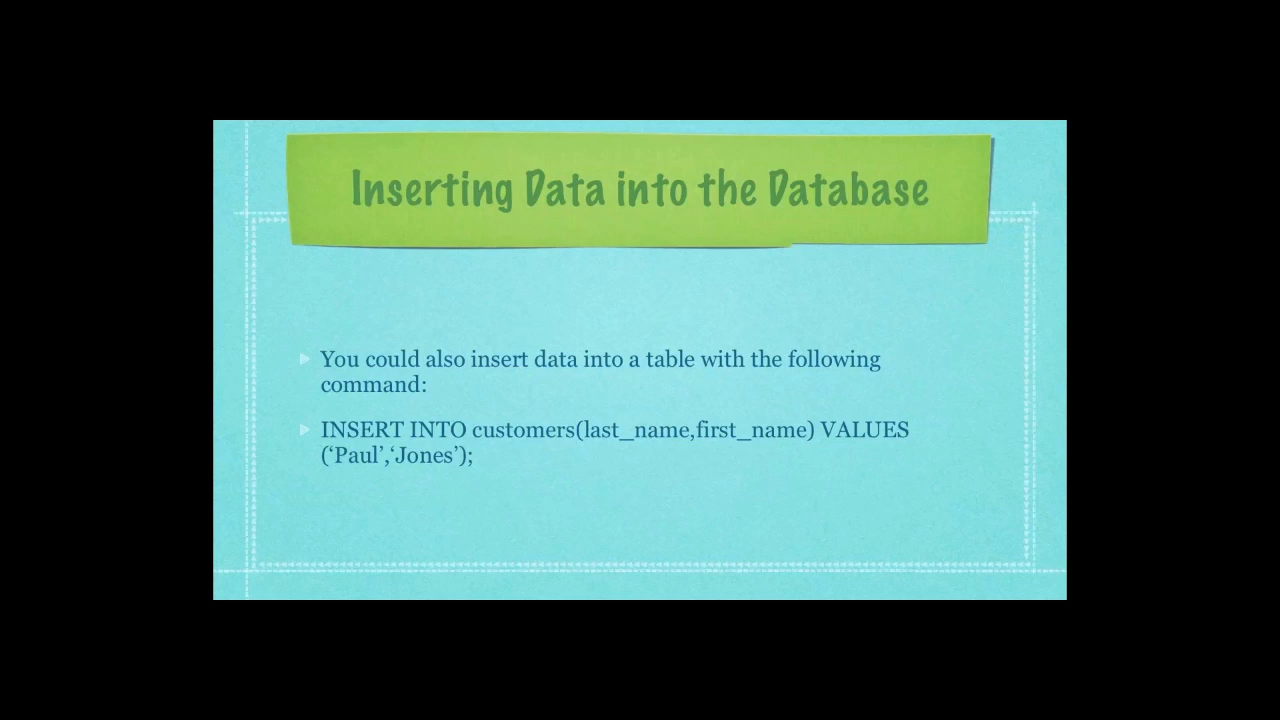 Inserting Data into the Database
You could also insert data into a table with the following
command:
INSERT INTO customers(last_name,first_name) VALUES
(‘Paul’,‘Jones’);